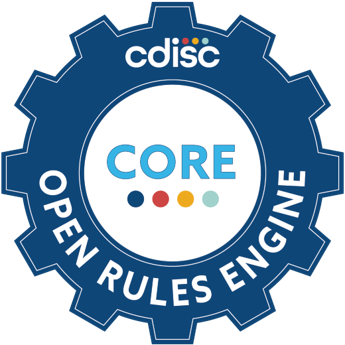 cdisc
CORE
OPEN RULES ENGINE